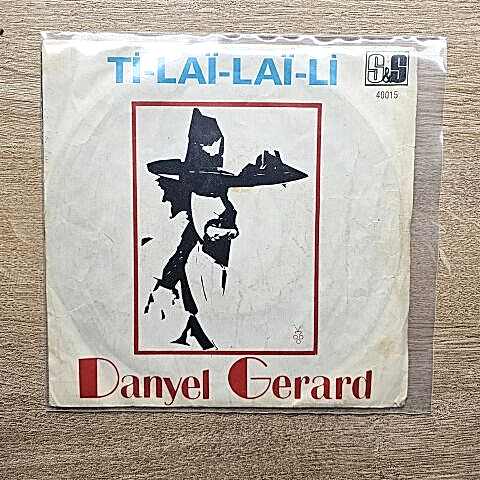 TI-LAÏ-LAÏ-LI
S&S
40015
Danyel Gerard